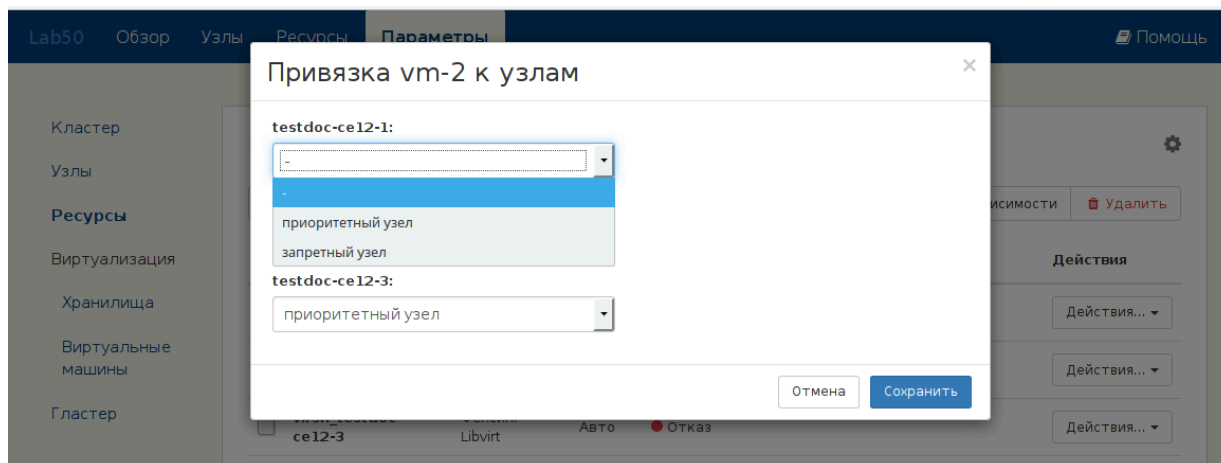 Lab50 Обзор Узлы Ресурсы Параметры Помощь
Привязка vm-2 к узлам ×
Кластер
Узлы
Ресурсы
Виртуализация
Хранилища
Виртуальные
машины
Гластер
testdoc-ce12-1:
-
-
приоритетный узел
запретный узел
testdoc-ce12-3:
приоритетный узел
Отмена Сохранить
Удалить
Действия
Действия...
Действия...
ce12-3 Libvirt Авто Отказ Действия...